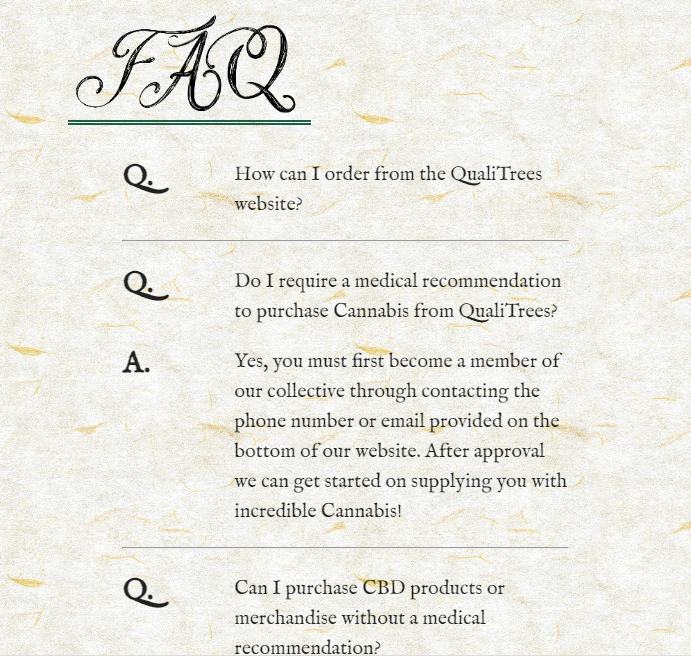 FAQ
Q. How can I order from the QualiTrees
website?
Q. Do I require a medical recommendation
to purchase Cannabis from QualiTrees?
A. Yes, you must first become a member of
our collective through contacting the
phone number or email provided on the
bottom of our website. After approval
we can get started on supplying you with
incredible Cannabis!
Q. Can I purchase CBD products or
merchandise without a medical
recommendation?